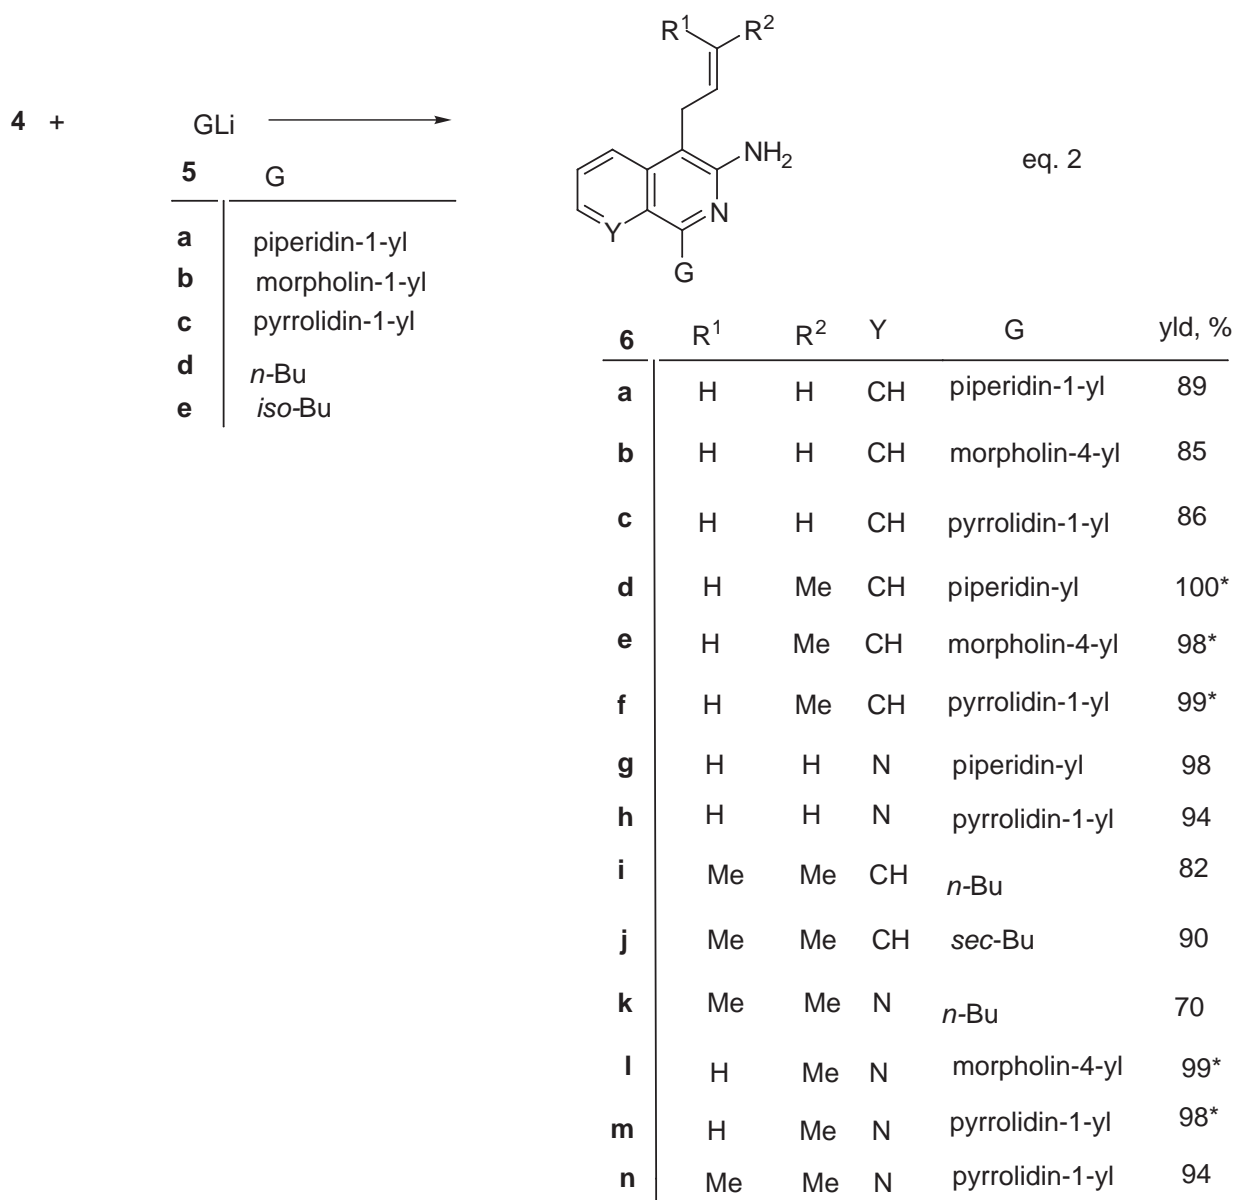 R1 R2
4 + GLi NH2 eq. 2
N
Y
G
5 G
a piperidin-1-yl
b morpholin-1-yl
c pyrrolidin-1-yl
d n-Bu
e iso-Bu
6 R1 R2 Y G yld, %
a H H CH piperidin-1-yl 89
b H H CH morpholin-4-yl 85
c H H CH pyrrolidin-1-yl 86
d H Me CH piperidin-yl 100*
e H Me CH morpholin-4-yl 98*
f H Me CH pyrrolidin-1-yl 99*
g H H N piperidin-yl 98
h H H N pyrrolidin-1-yl 94
i Me Me CH n-Bu 82
j Me Me CH sec-Bu 90
k Me Me N n-Bu 70
l H Me N morpholin-4-yl 99*
m H Me N pyrrolidin-1-yl 98*
n Me Me N pyrrolidin-1-yl 94